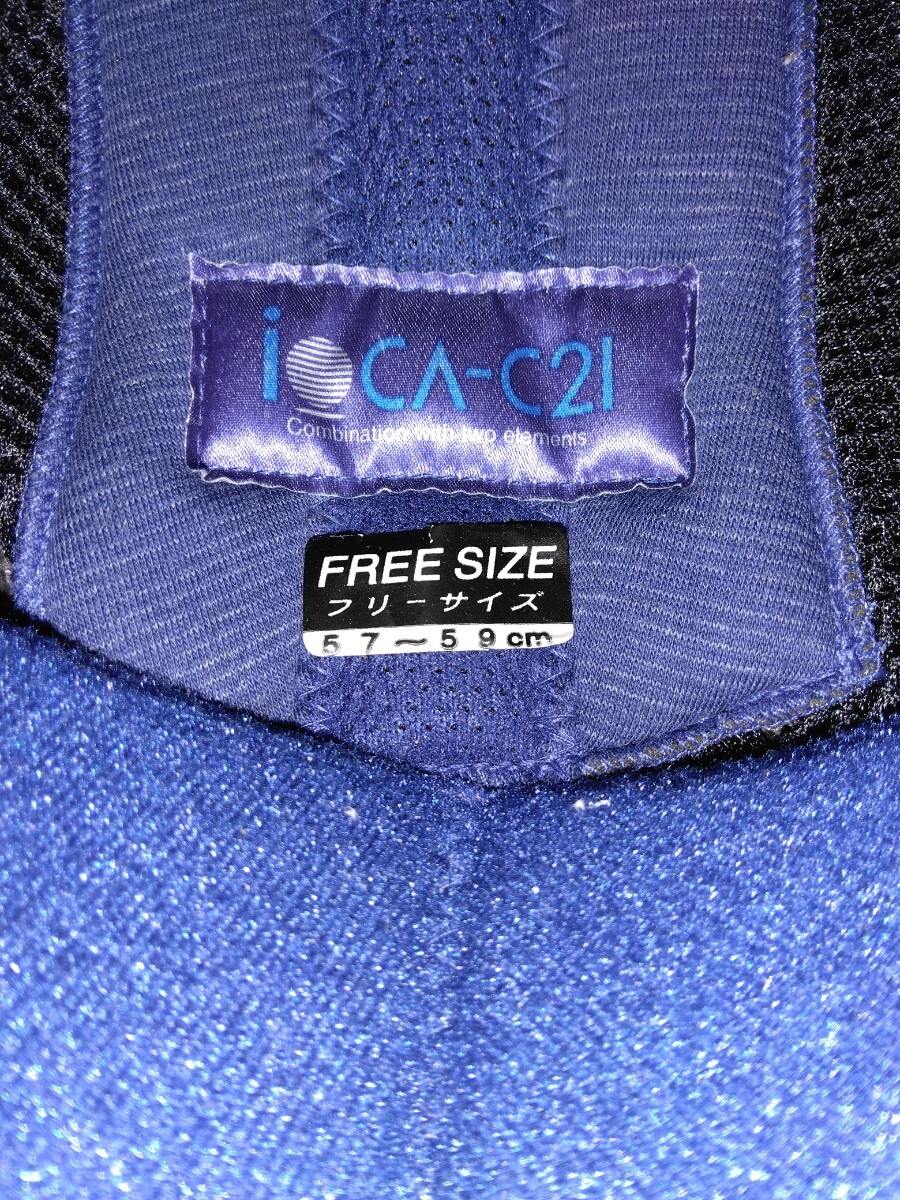 iCA-C21
Combination with two elements
FREE SIZE
フリーサイズ
57～59cm